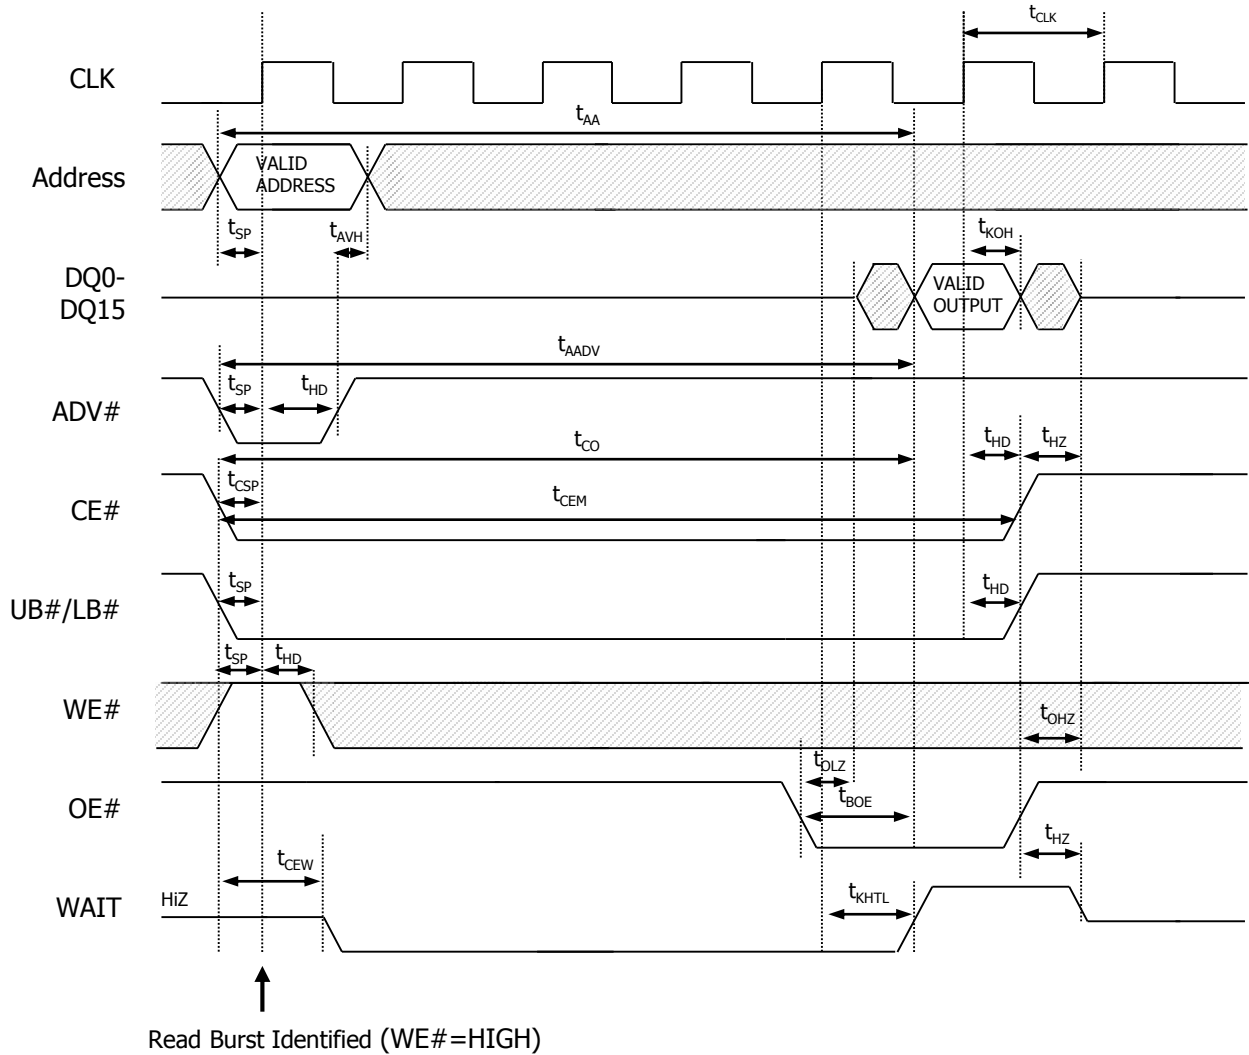 tCLK
CLK
tAA
Address
VALID
ADDRESS
tSP
tAVH
tKOH
DQ0-
DQ15
VALID
OUTPUT
tAADV
ADV#
tSP
tHD
tCO
tHD
tHZ
CE#
tCSP
tCEM
UB#/LB#
tSP
tHD
tSP
tHD
WE#
tOHZ
tOLZ
OE#
tBOE
tHZ
tCEW
WAIT
HiZ
tKHTL
Read Burst Identified (WE#=HIGH)